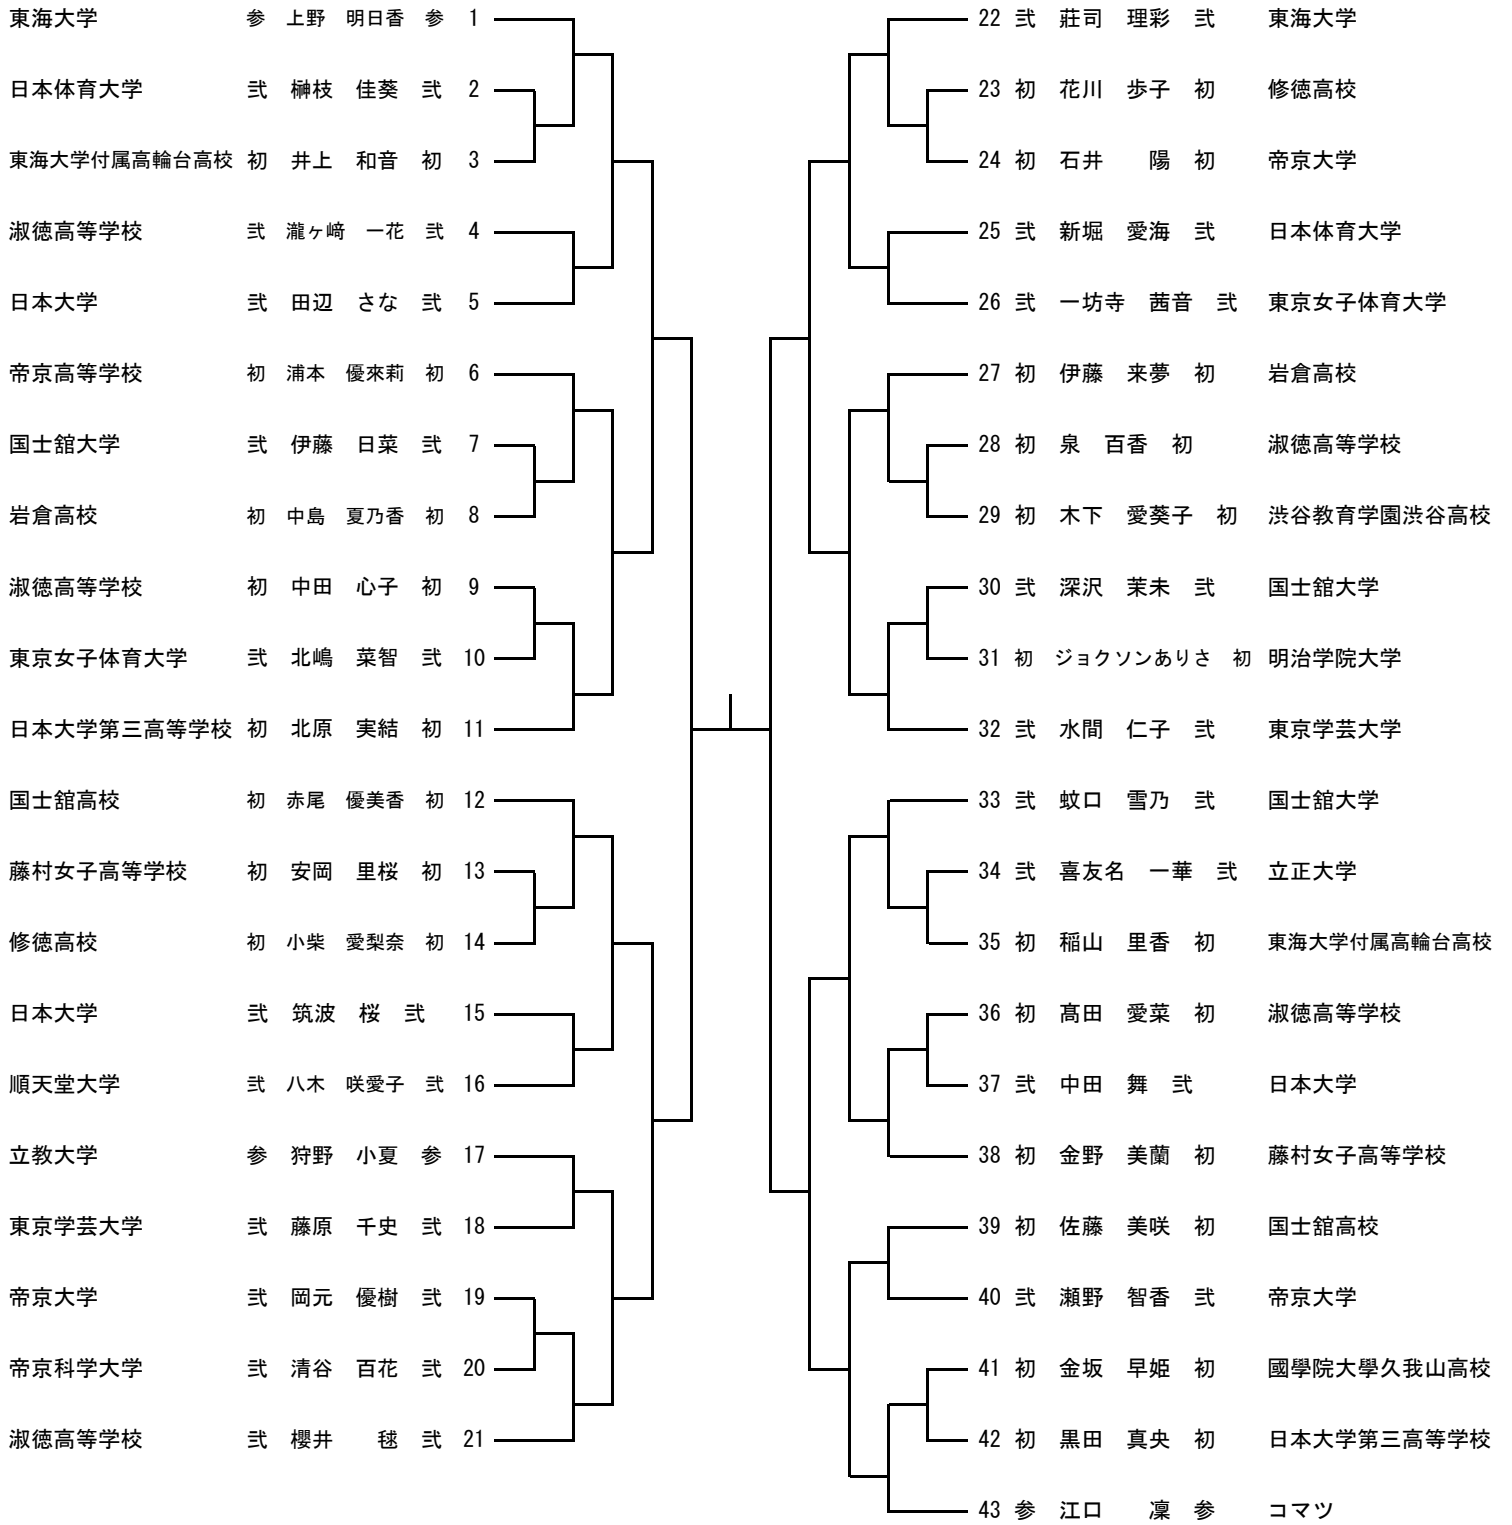 東海大学 参 上野 明日香 参 1
日本体育大学 弐 榊枝 佳葵 弐 2
東海大学付属高輪台高校 初 井上 和音 初 3
淑徳高等学校 弐 瀧ヶ﨑 一花 弐 4
日本大学 弐 田辺 さな 弐 5
帝京高等学校 初 浦本 優來莉 初 6
国士舘大学 弐 伊藤 日菜 弐 7
岩倉高校 初 中島 夏乃香 初 8
淑徳高等学校 初 中田 心子 初 9
東京女子体育大学 弐 北嶋 菜智 弐 10
日本大学第三高等学校 初 北原 実結 初 11
国士舘高校 初 赤尾 優美香 初 12
藤村女子高等学校 初 安岡 里桜 初 13
修徳高校 初 小柴 愛梨奈 初 14
日本大学 弐 筑波 桜 弐 15
順天堂大学 弐 八木 咲愛子 弐 16
立教大学 参 狩野 小夏 参 17
東京学芸大学 弐 藤原 千史 弐 18
帝京大学 弐 岡元 優樹 弐 19
帝京科学大学 弐 清谷 百花 弐 20
淑徳高等学校 弐 櫻井 毬 弐 21
22 弐 莊司 理彩 弐 東海大学
23 初 花川 歩子 初 修徳高校
24 初 石井 陽 初 帝京大学
25 弐 新堀 愛海 弐 日本体育大学
26 弐 一坊寺 茜音 弐 東京女子体育大学
27 初 伊藤 来夢 初 岩倉高校
28 初 泉 百香 初 淑徳高等学校
29 初 木下 愛葵子 初 渋谷教育学園渋谷高校
30 弐 深沢 茉未 弐 国士舘大学
31 初 ジョクソンありさ 初 明治学院大学
32 弐 水間 仁子 弐 東京学芸大学
33 弐 蚊口 雪乃 弐 国士舘大学
34 弐 喜友名 一華 弐 立正大学
35 初 稲山 里香 初 東海大学付属高輪台高校
36 初 髙田 愛菜 初 淑徳高等学校
37 弐 中田 舞 弐 日本大学
38 初 金野 美蘭 初 藤村女子高等学校
39 初 佐藤 美咲 初 国士舘高校
40 弐 瀬野 智香 弐 帝京大学
41 初 金坂 早姫 初 國學院大學久我山高校
42 初 黒田 真央 初 日本大学第三高等学校
43 参 江口 凜 参 コマツ